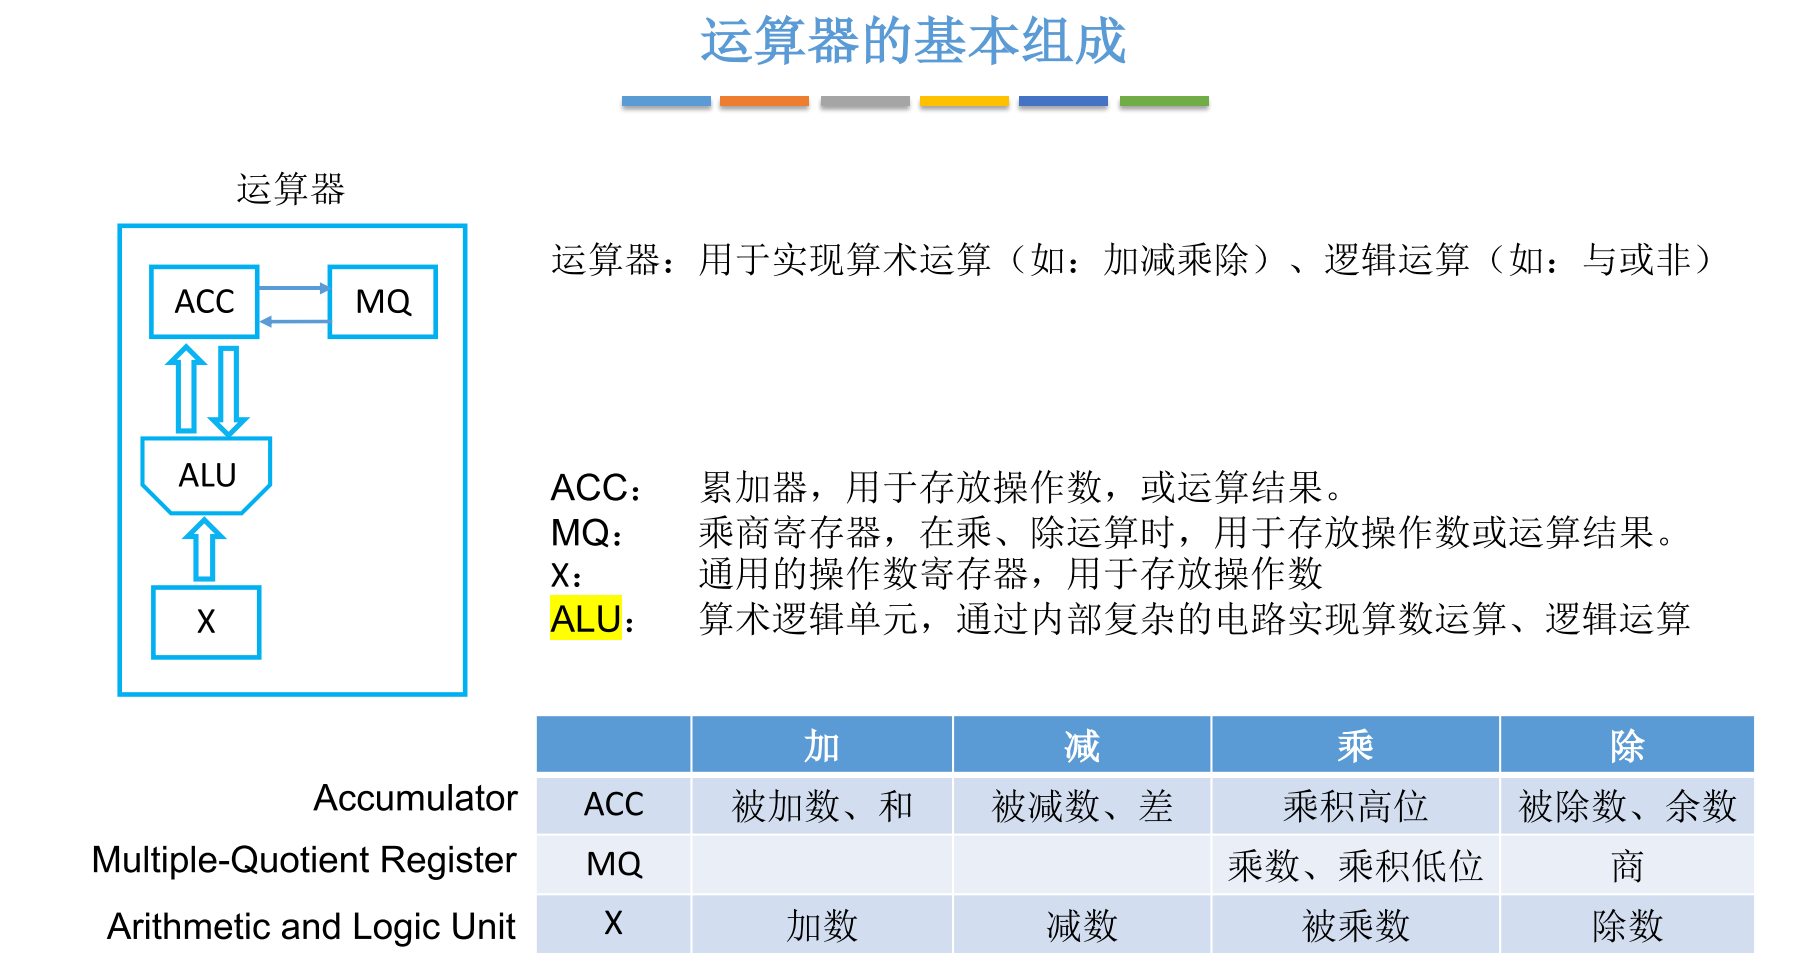 运算器的基本组成
运算器
ACC
MQ
ALU
X
运算器：用于实现算术运算（如：加减乘除）、逻辑运算（如：与或非）
ACC： 累加器，用于存放操作数，或运算结果。
MQ： 乘商寄存器，在乘、除运算时，用于存放操作数或运算结果。
X： 通用的操作数寄存器，用于存放操作数
ALU： 算术逻辑单元，通过内部复杂的电路实现算数运算、逻辑运算
加 减 乘 除
Accumulator ACC 被加数、和 被减数、差 乘积高位 被除数、余数
Multiple-Quotient Register MQ 乘数、乘积低位 商
Arithmetic and Logic Unit X 加数 减数 被乘数 除数